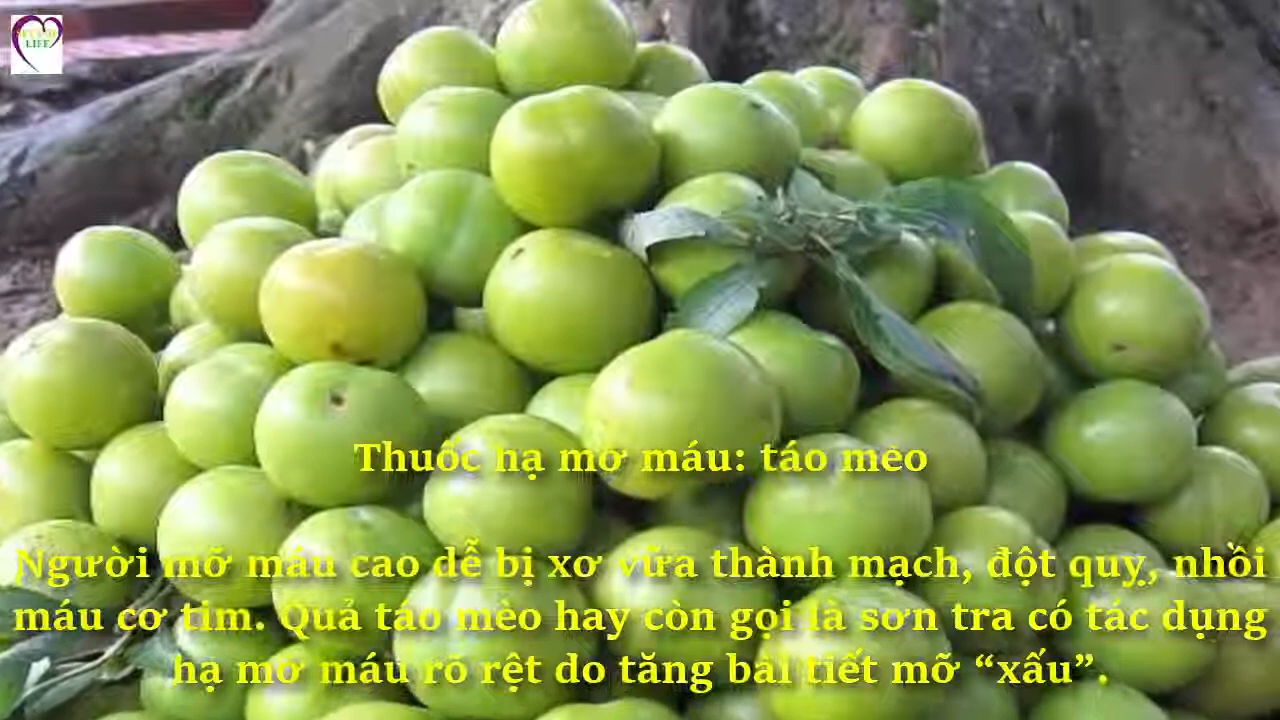 LIFE
Thuốc hạ mỡ máu: táo mèo
Người mỡ máu cao dễ bị xơ vữa thành mạch, đột quỵ, nhồi
máu cơ tim. Quả táo mèo hay còn gọi là sơn tra có tác dụng
hạ mỡ máu rõ rệt do tăng bài tiết mỡ “xấu”.